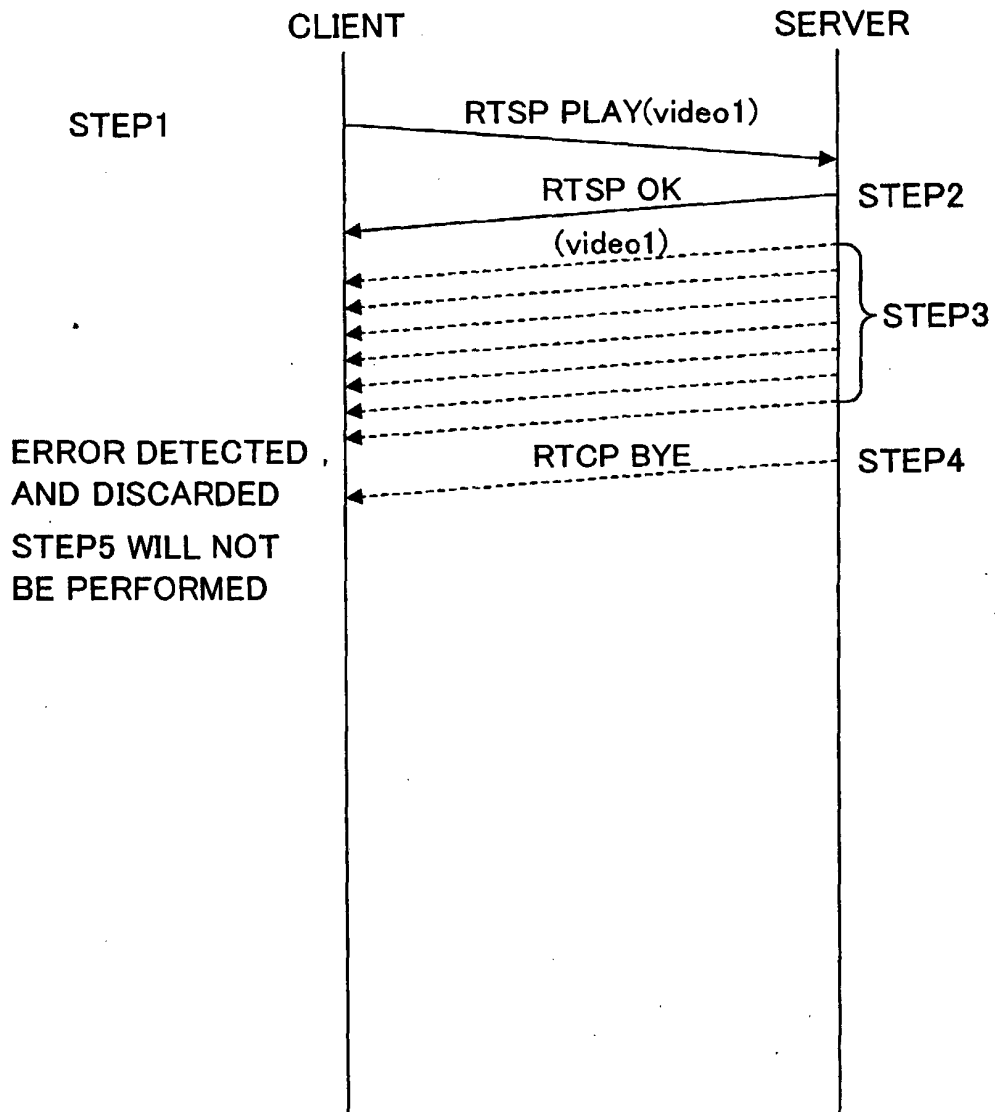 CLIENT
SERVER
STEP1
RTSP PLAY(video1)
RTSP OK
STEP2
(video1)
STEP3
ERROR DETECTED
AND DISCARDED
RTCP BYE
STEP4
STEP5 WILL NOT
BE PERFORMED